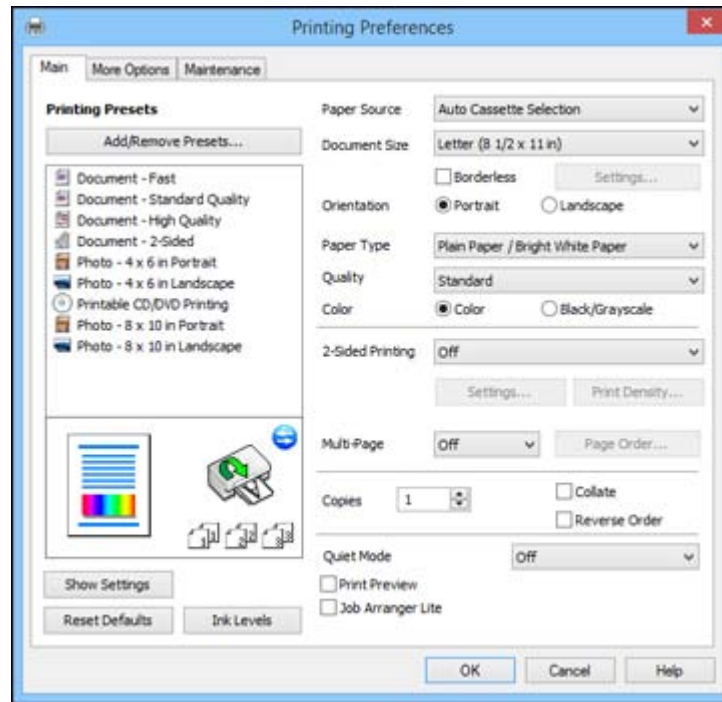 Printing Preferences
Main
More Options
Maintenance
Printing Presets
Add/Remove Presets...
Document - Fast
Document - Standard Quality
Document - High Quality
Document - 2-Sided
Photo - 4 x 6 in Portrait
Photo - 4 x 6 in Landscape
Printable CD/DVD Printing
Photo - 8 x 10 in Portrait
Photo - 8 x 10 in Landscape
Show Settings
Reset Defaults
Ink Levels
Paper Source
Auto Cassette Selection
Document Size
Letter (8 1/2 x 11 in)
Borderless
Settings...
Orientation
Portrait
Landscape
Paper Type
Plain Paper / Bright White Paper
Quality
Standard
Color
Color
Black/Grayscale
2-Sided Printing
Off
Settings...
Print Density...
Multi-Page
Off
Page Order...
Copies
1
Collate
Reverse Order
Quiet Mode
Off
Print Preview
Job Arranger Lite
OK
Cancel
Help